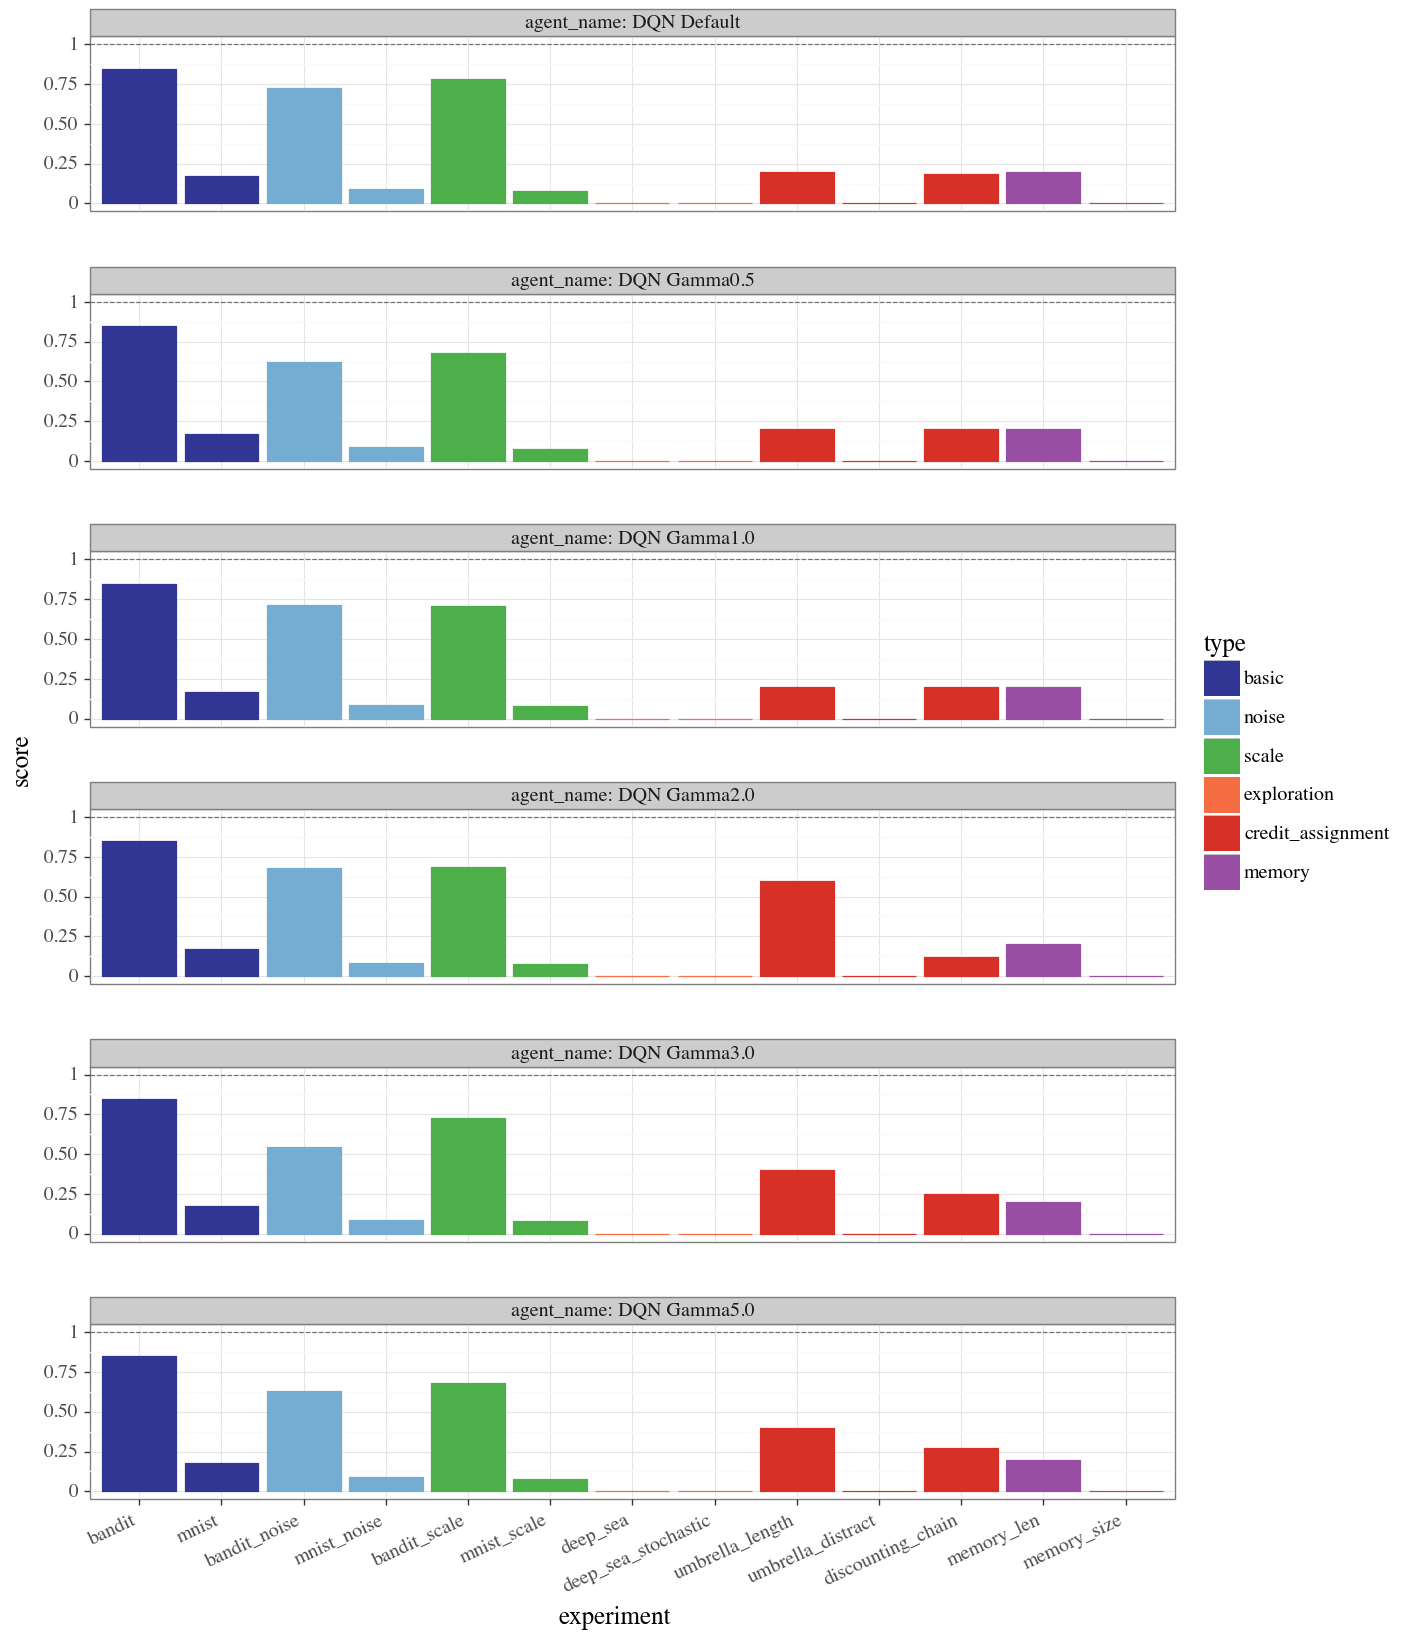 agent_name: DQN Default
1
0.75
0.50
0.25
0
agent_name: DQN Gamma0.5
1
0.75
0.50
0.25
0
agent_name: DQN Gamma1.0
1
0.75
0.50
0.25
0
agent_name: DQN Gamma2.0
1
0.75
0.50
0.25
0
agent_name: DQN Gamma3.0
1
0.75
0.50
0.25
0
agent_name: DQN Gamma5.0
1
0.75
0.50
0.25
0
score
bandit
mnist
bandit_noise
mnist_noise
bandit_scale
mnist_scale
deep_sea
deep_sea_stochastic
umbrella_length
umbrella_distract
discounting_chain
memory_len
memory_size
experiment
type
basic
noise
scale
exploration
credit_assignment
memory